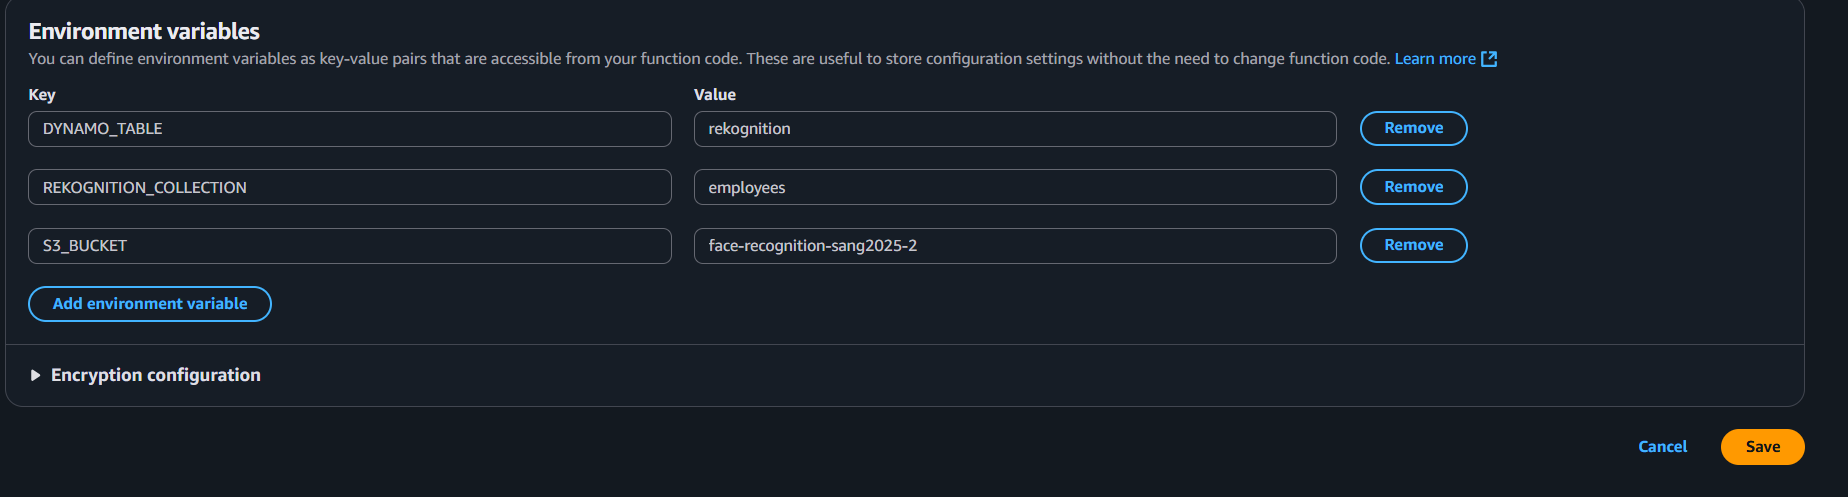 Environment variables
You can define environment variables as key-value pairs that are accessible from your function code. These are useful to store configuration settings without the need to change function code. Learn more
Key Value
DYNAMO_TABLE rekognition Remove
REKOGNITION_COLLECTION employees Remove
S3_BUCKET face-recognition-sang2025-2 Remove
Add environment variable
Encryption configuration
Cancel Save